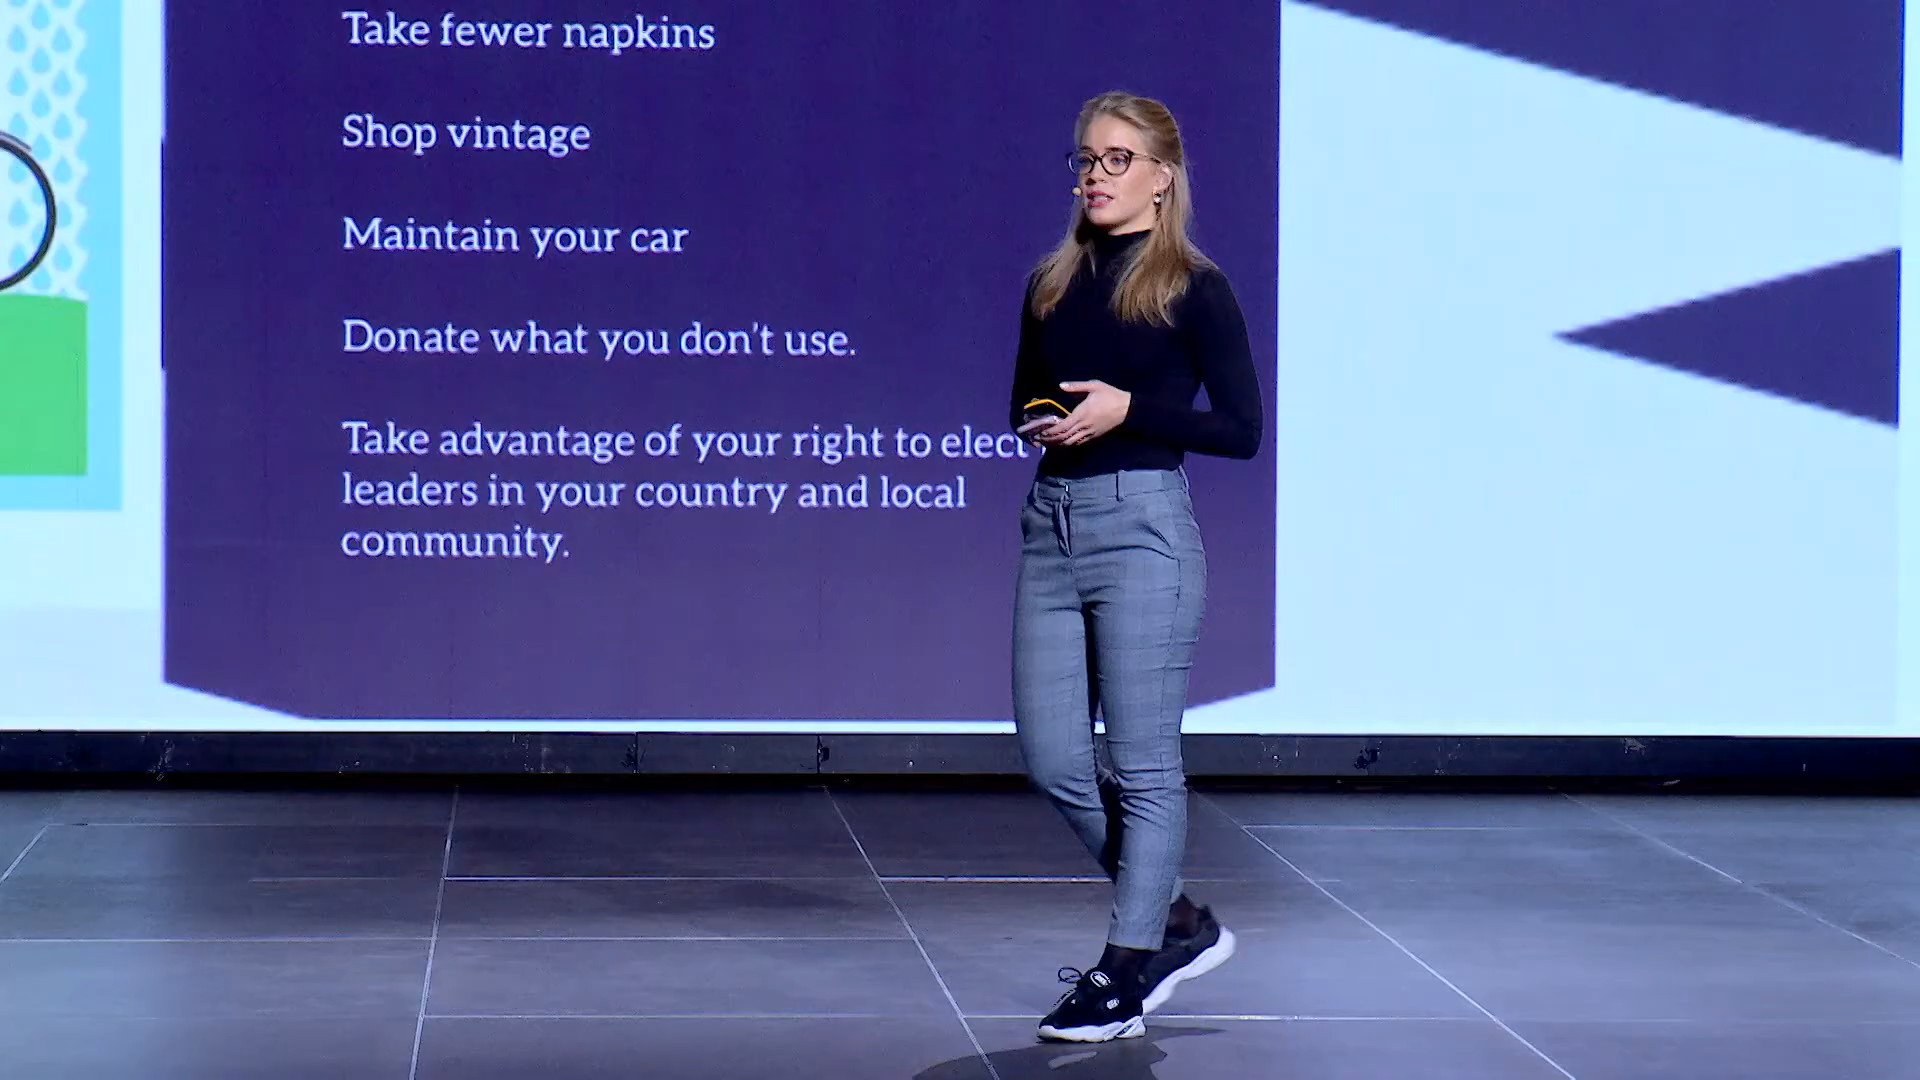 Take fewer napkins
Shop vintage
Maintain your car
Donate what you don't use.
Take advantage of your right to elect
leaders in your country and local
community.